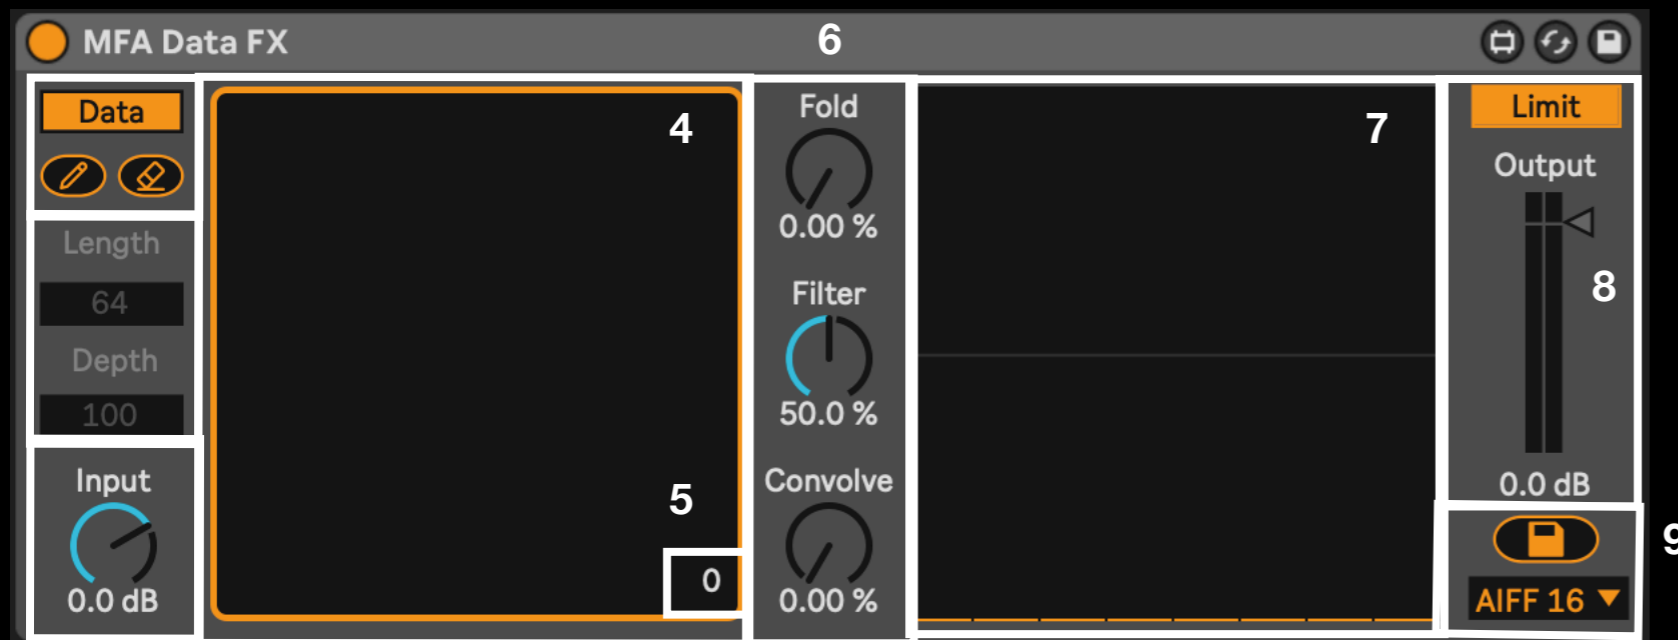 MFA Data FX
6
Data
Length
64
Depth
100
Input
0.0 dB
4
5
0
Fold
0.00 %
Filter
50.0 %
Convolve
0.00 %
7
Limit
Output
8
0.0 dB
9
AIFF 16